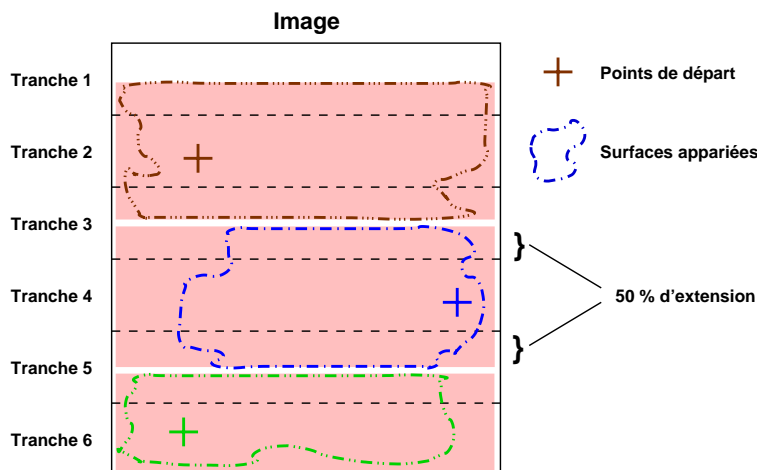 Image
Tranche 1
Points de départ
Tranche 2
Surfaces appariées
Tranche 3
Tranche 4
50 % d'extension
Tranche 5
Tranche 6